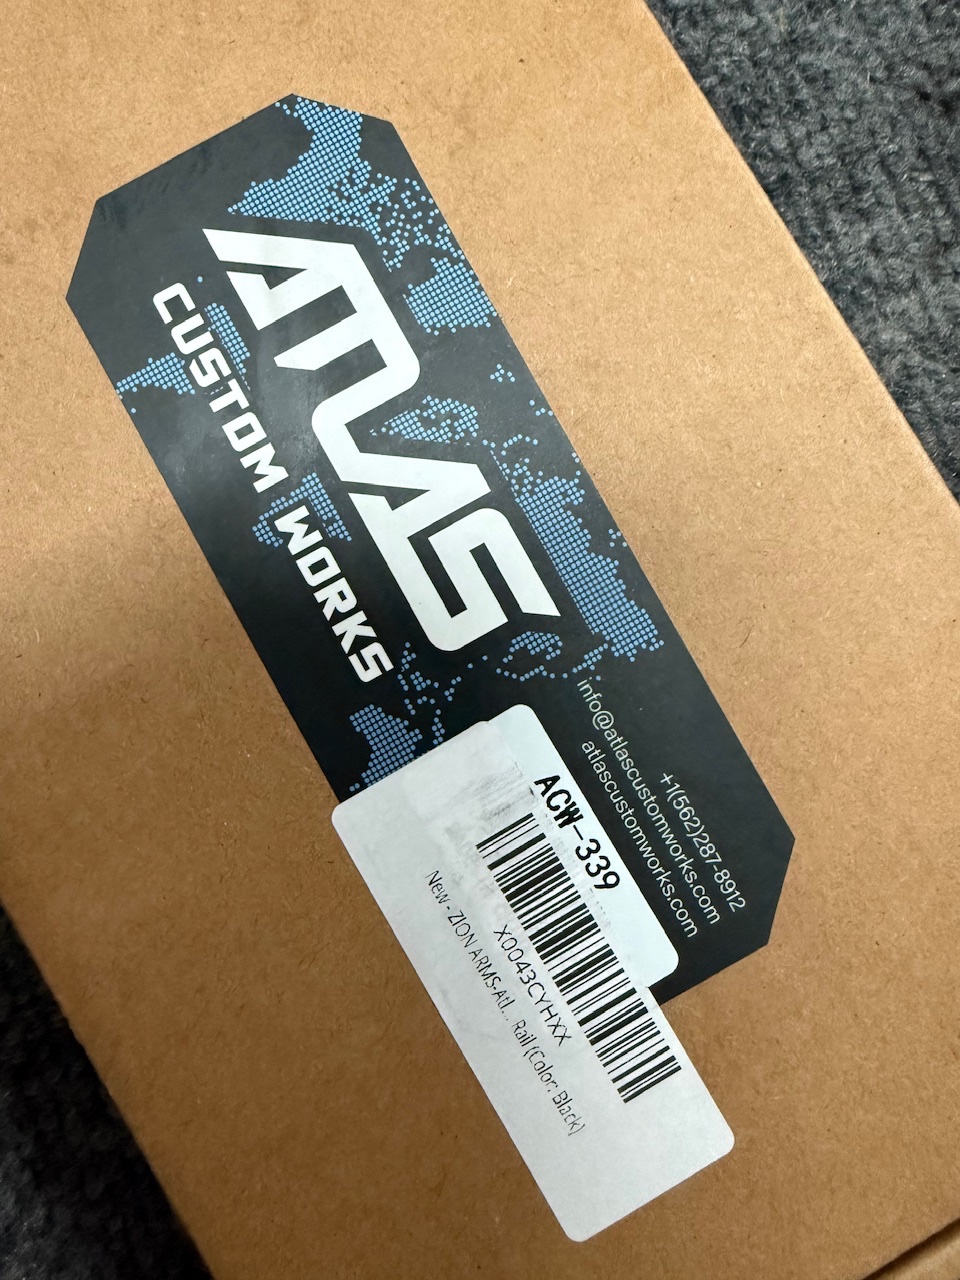 ATLAS
CUSTOM WORKS
+1(562)287-8912
info@atlascustomworks.com
atlascustomworks.com
ACW-339
X0043CYHXX
New - ZION ARMS-Atl... Rail (Color: Black)